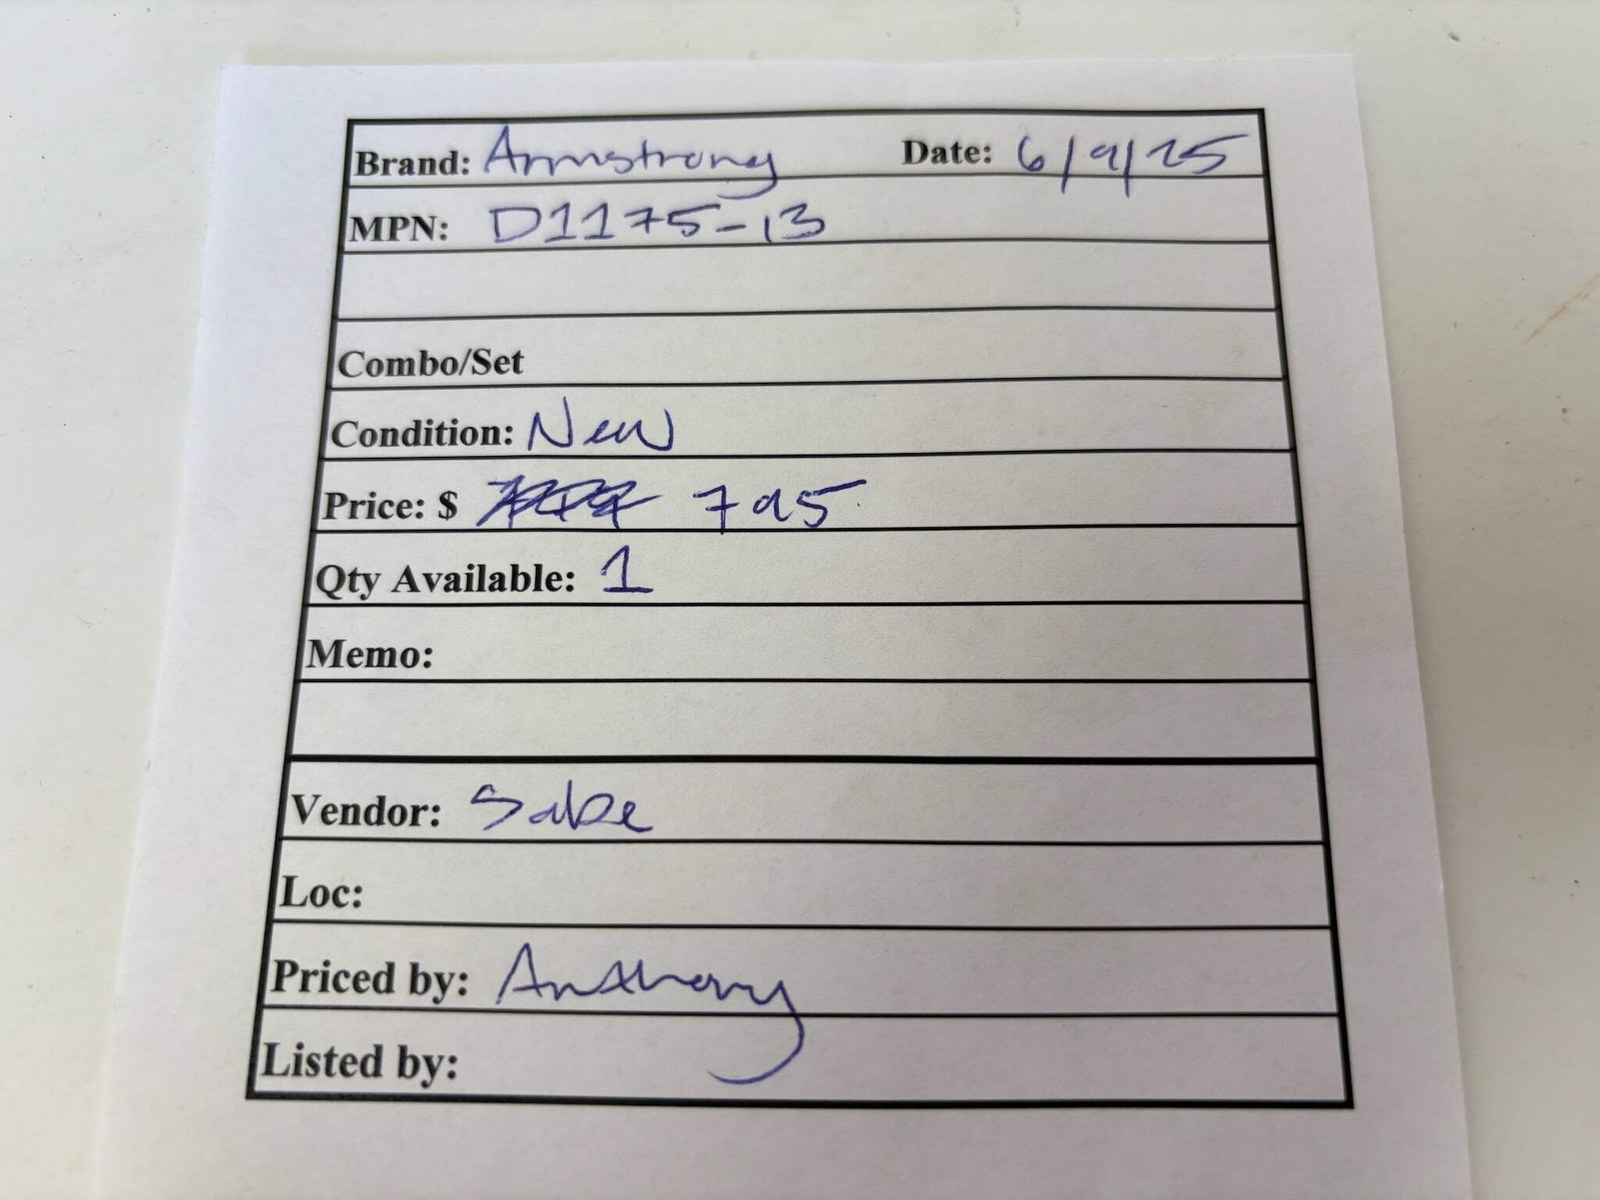 Brand: Armstrong Date: 6/9/25
MPN: D1175-13
Combo/Set
Condition: New
Price: $ 795
Qty Available: 1
Memo:
Vendor: Sabe
Loc:
Priced by: Anthony
Listed by: